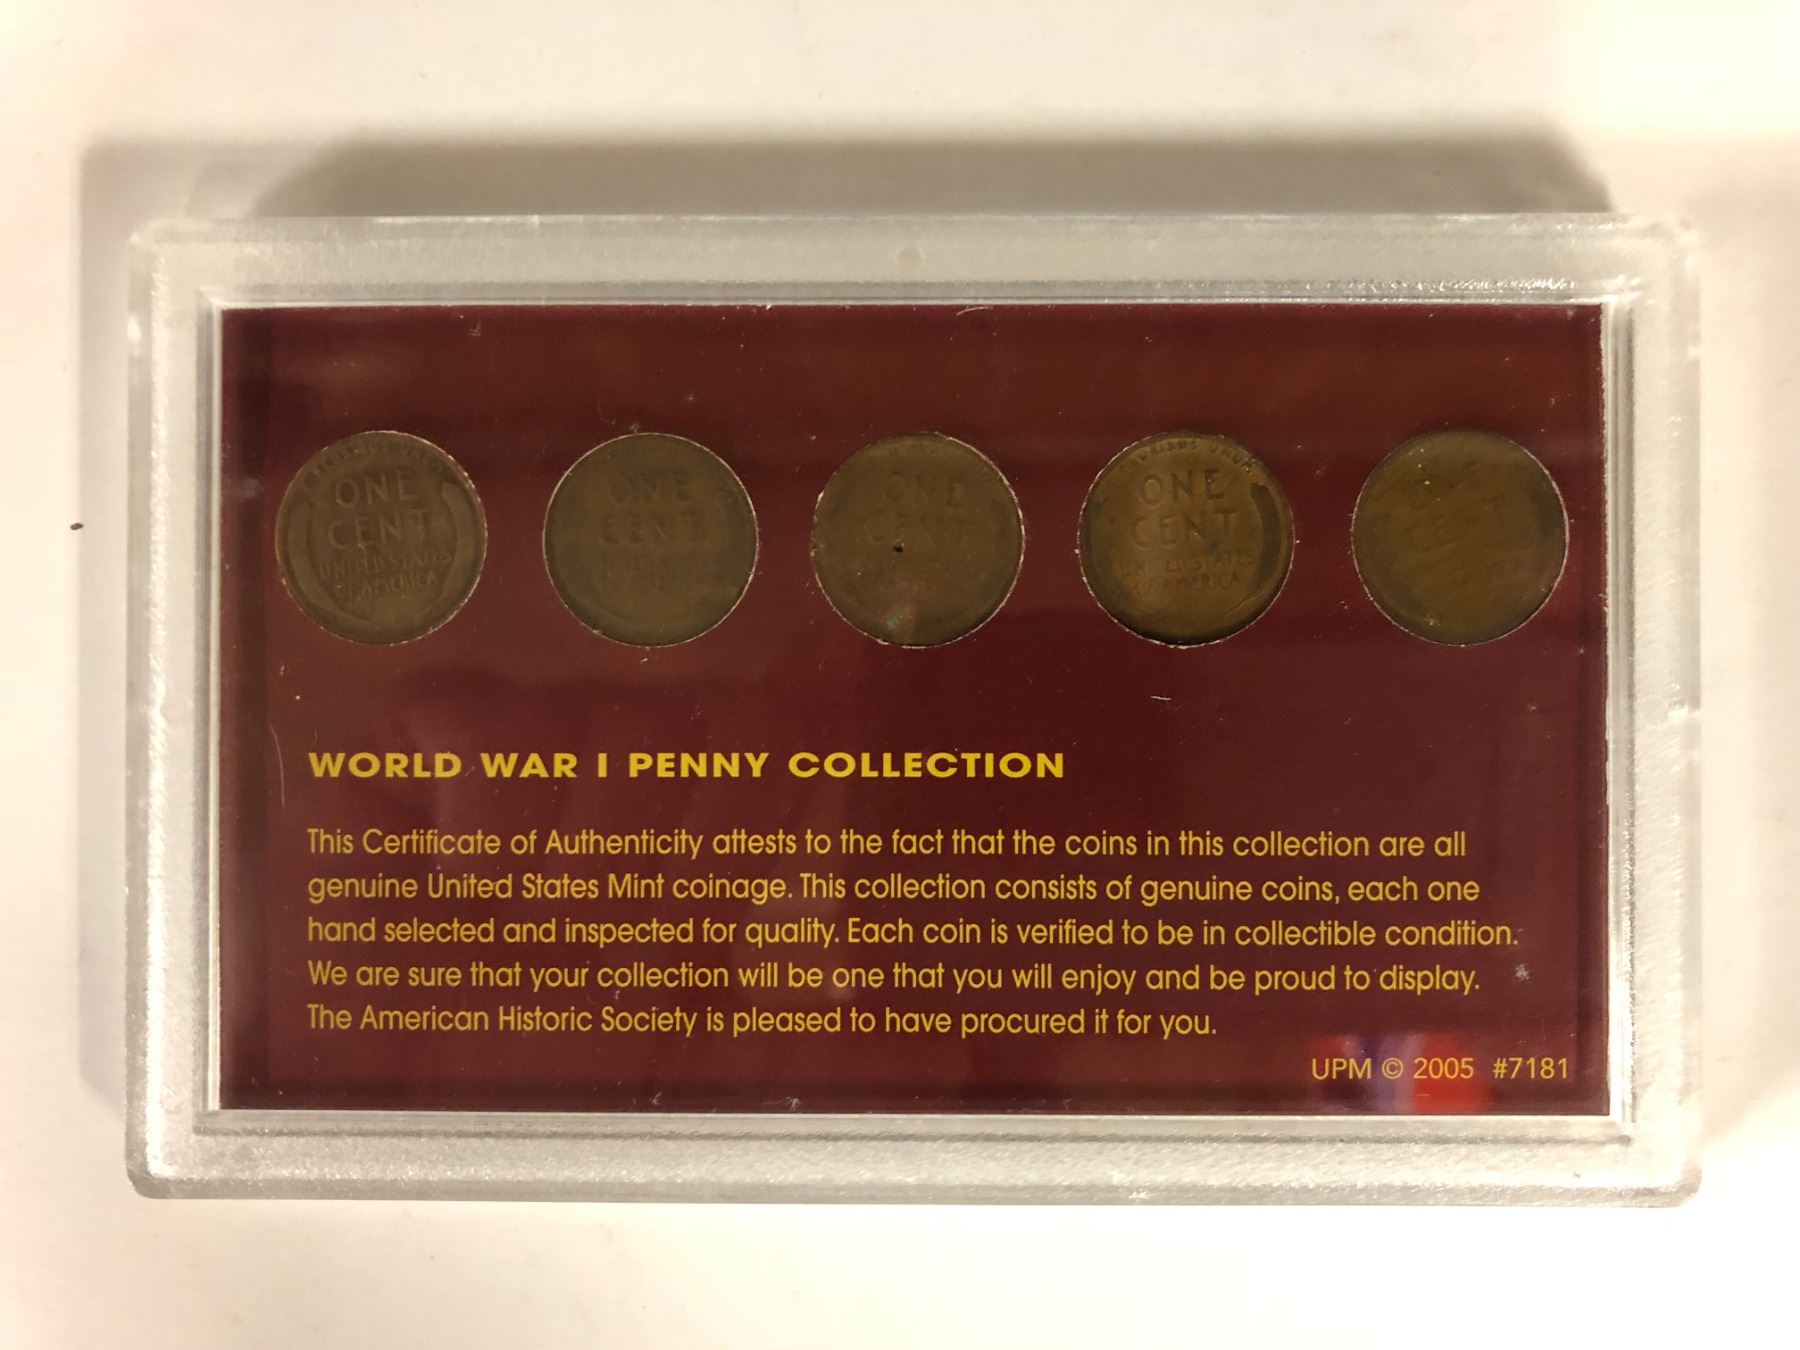 ONE
CENT
UNITED STATES
OF AMERICA
ONE
CENT
ONE
CENT
PLURIBUS UNUM
ONE
CENT
UNITED STATES
OF AMERICA
CENT
WORLD WAR I PENNY COLLECTION
This Certificate of Authenticity attests to the fact that the coins in this collection are all
genuine United States Mint coinage. This collection consists of genuine coins, each one
hand selected and inspected for quality. Each coin is verified to be in collectible condition.
We are sure that your collection will be one that you will enjoy and be proud to display.
The American Historic Society is pleased to have procured it for you.
UPM © 2005 #7181